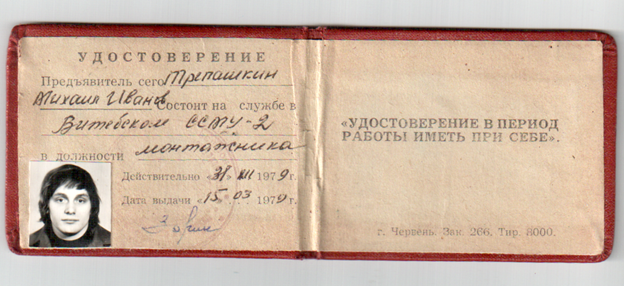 УДОСТОВЕРЕНИЕ
Предъявитель сего Трепашкин
Михаил Иванов Состоит на службе в
Витебском ССМУ-2
в должности монтажника
Действительно «31» XII 1979 г.
Дата выдачи «15» 03 1979 г.
«УДОСТОВЕРЕНИЕ В ПЕРИОД
РАБОТЫ ИМЕТЬ ПРИ СЕБЕ».
г. Червень. Зак. 266. Тир. 8000.